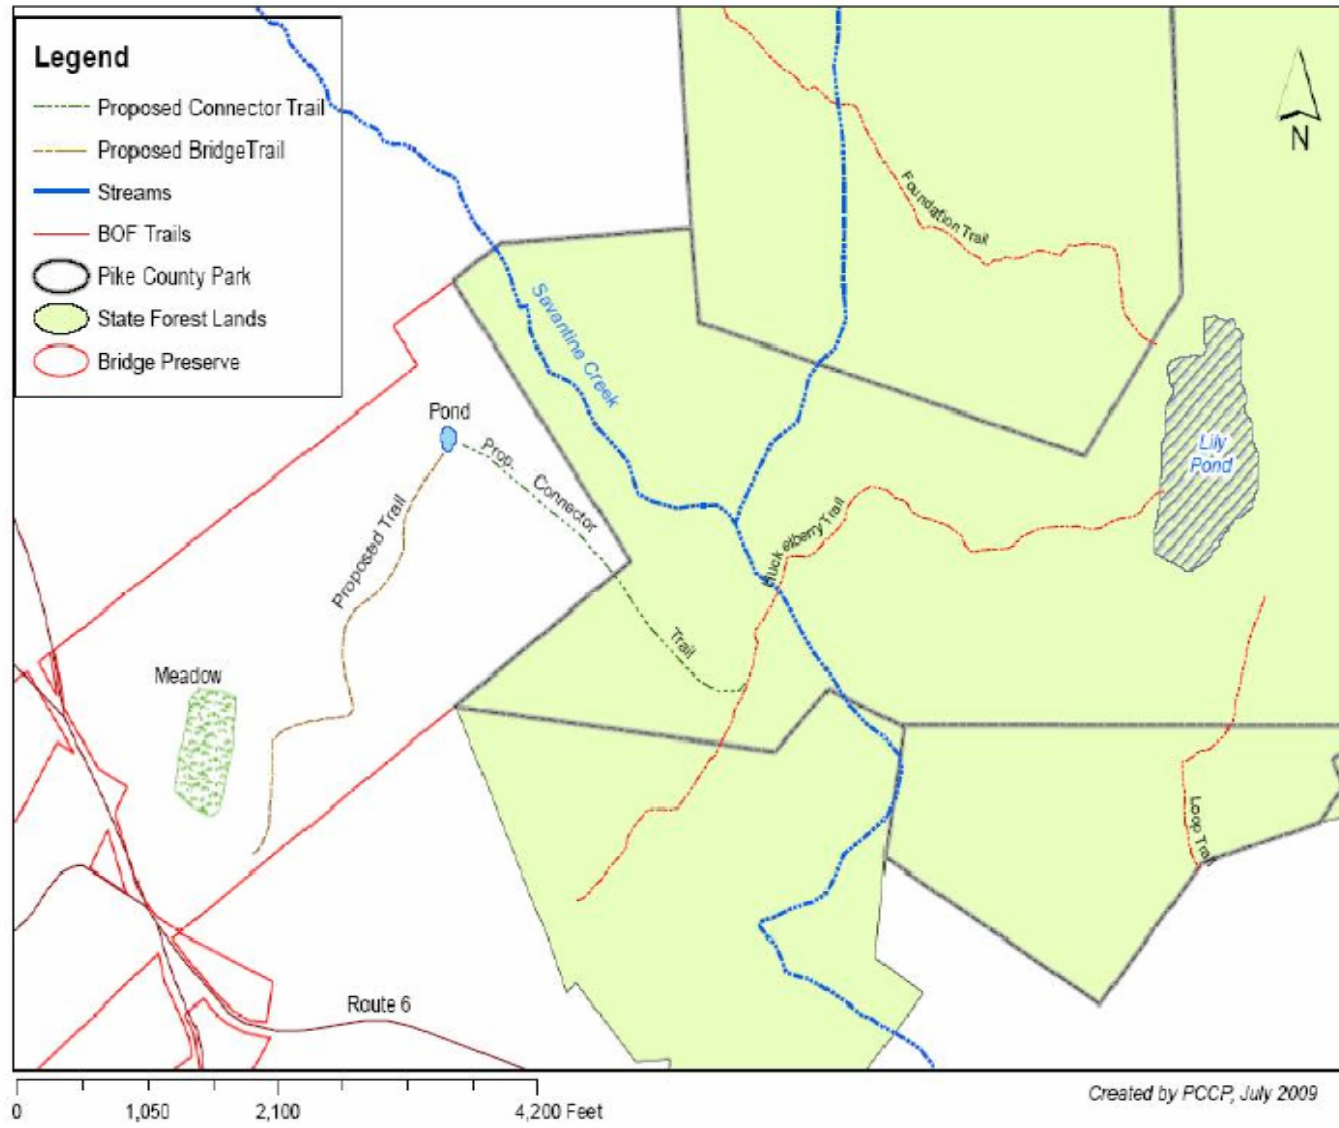 Legend
Proposed Connector Trail
Proposed BridgeTrail
Streams
BOF Trails
Pike County Park
State Forest Lands
Bridge Preserve
N
Foundation Trail
Savantine Creek
Pond
Prop. Connector Trail
Proposed Trail
Huckelberry Trail
Lily
Pond
Meadow
Loop Trail
Route 6
0 1,050 2,100 4,200 Feet
Created by PCCP, July 2009